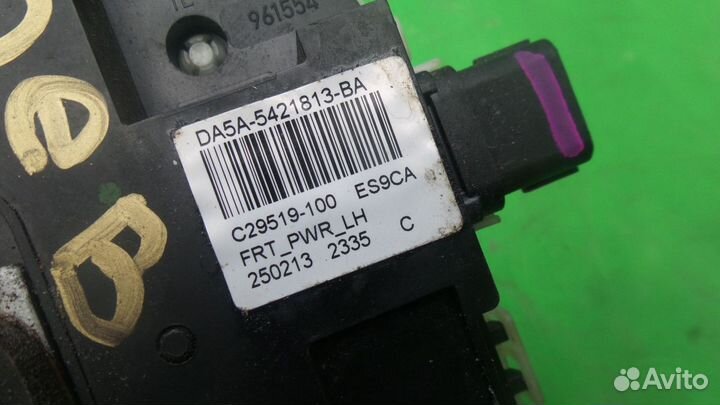 961554
DA5A-5421813-BA
C29519-100 ES9CA
FRT_PWR_LH
250213 2335 C
Avito